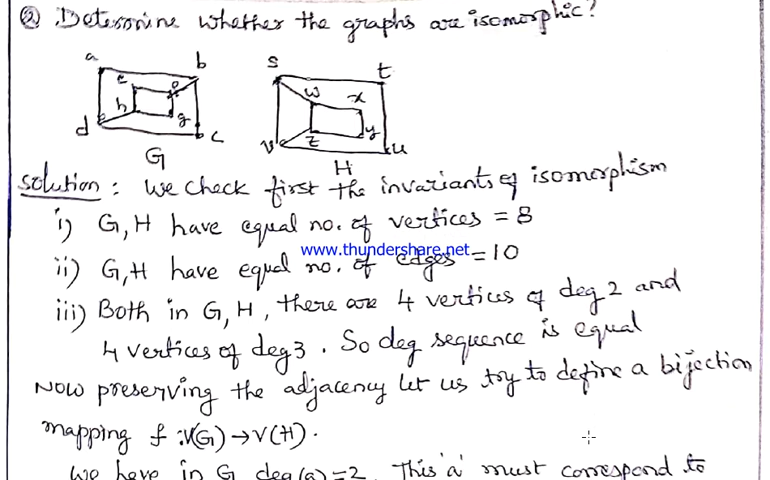 ② Determine whether the graphs are isomorphic?
a b s t
e f w x
h g y
d c v z u
G H
Solution : We check first the invariants of isomorphism
i) G, H have equal no. of vertices = 8
www.thundershare.net
ii) G, H have equal no. of edges = 10
iii) Both in G, H, there are 4 vertices of deg 2 and
4 vertices of deg 3. So deg sequence is equal
Now preserving the adjacency let us try to define a bijection
mapping f : V(G) → V(H).
We have in G deg(a) = 2. This 'a' must correspond to